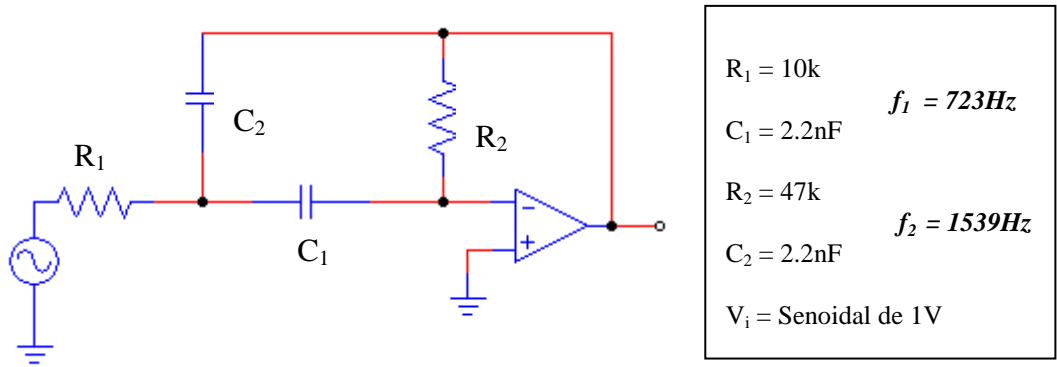 C₂
R₂
R₁
C₁
R₁ = 10k
f₁ = 723Hz
C₁ = 2.2nF
R₂ = 47k
f₂ = 1539Hz
C₂ = 2.2nF
Vᵢ = Senoidal de 1V